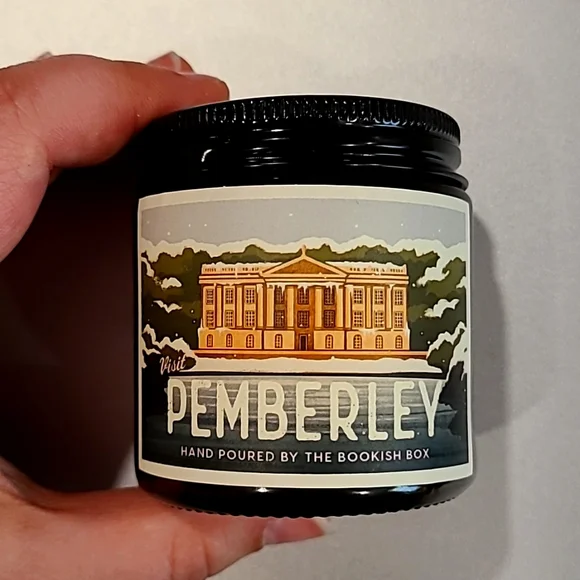 Visit
PEMBERLEY
HAND POURED BY THE BOOKISH BOX